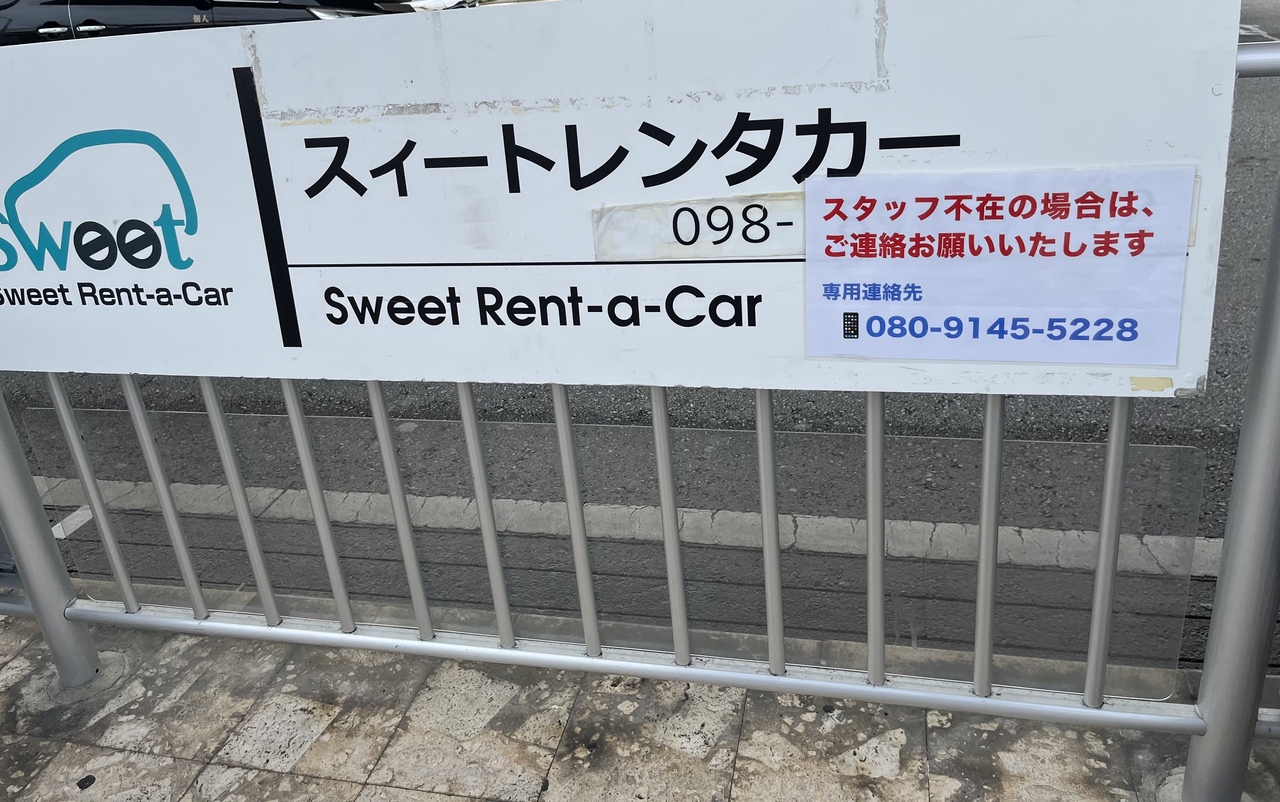 個人
sweet
Sweet Rent-a-Car
スィートレンタカー
098-
Sweet Rent-a-Car
スタッフ不在の場合は、
ご連絡お願いいたします
専用連絡先
080-9145-5228